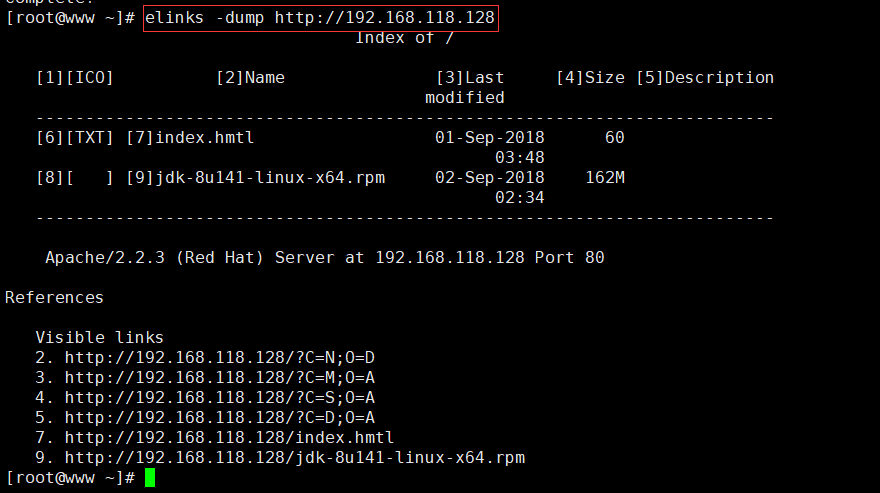 complete!
[root@www ~]# elinks -dump http://192.168.118.128
Index of /
[1][ICO] [2]Name [3]Last [4]Size [5]Description
modified
--------------------------------------------------------------------------
[6][TXT] [7]index.hmtl 01-Sep-2018 60
03:48
[8][ ] [9]jdk-8u141-linux-x64.rpm 02-Sep-2018 162M
02:34
--------------------------------------------------------------------------
Apache/2.2.3 (Red Hat) Server at 192.168.118.128 Port 80
References
Visible links
2. http://192.168.118.128/?C=N;O=D
3. http://192.168.118.128/?C=M;O=A
4. http://192.168.118.128/?C=S;O=A
5. http://192.168.118.128/?C=D;O=A
7. http://192.168.118.128/index.hmtl
9. http://192.168.118.128/jdk-8u141-linux-x64.rpm
[root@www ~]#